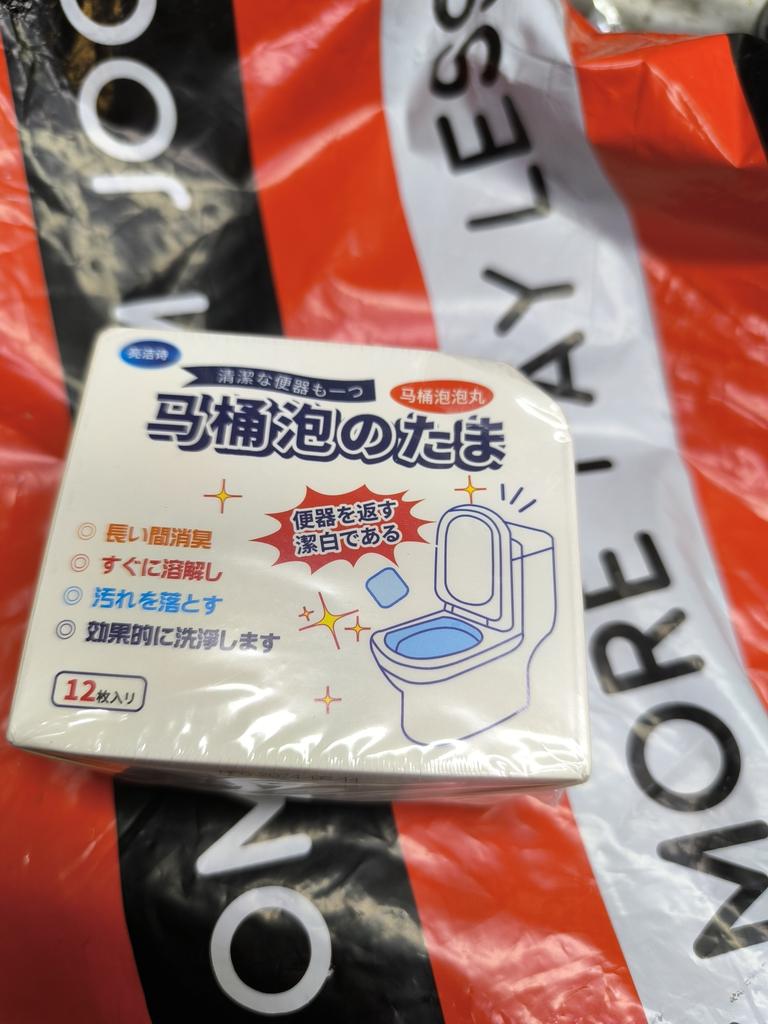 亮洁诗
清潔な便器も一つ
马桶泡泡丸
马桶泡のたま
便器を返す
潔白である
◎ 長い間消臭
◎ すぐに溶解し
◎ 汚れを落とす
◎ 効果的に洗浄します
12枚入り
JOO
PAY LESS
MORE